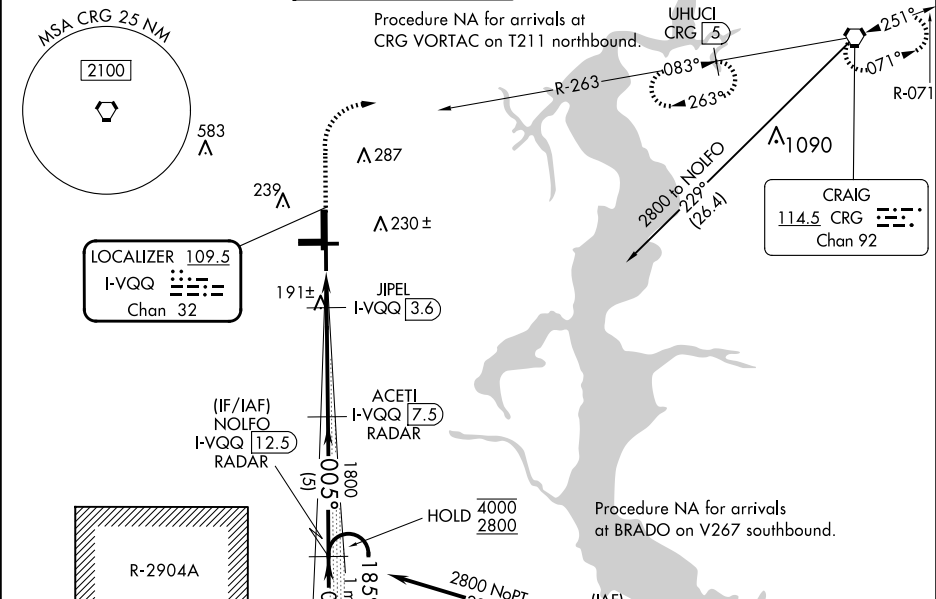 MSA CRG 25 NM
2100
583
Procedure NA for arrivals at
CRG VORTAC on T211 northbound.
UHUCI
CRG 5
083°
263°
R-263
251°
071°
R-071
287
239
230 ±
1090
2800 to NOLFO
229°
(26.4)
CRAIG
114.5 CRG
Chan 92
LOCALIZER 109.5
I-VQQ
Chan 32
191±
JIPEL
I-VQQ 3.6
ACETI
I-VQQ 7.5
RADAR
(IF/IAF)
NOLFO
I-VQQ 12.5
RADAR
1800
005°
(5)
HOLD 4000
2800
Procedure NA for arrivals
at BRADO on V267 southbound.
R-2904A
185°
2800 NoPT
(IAF)